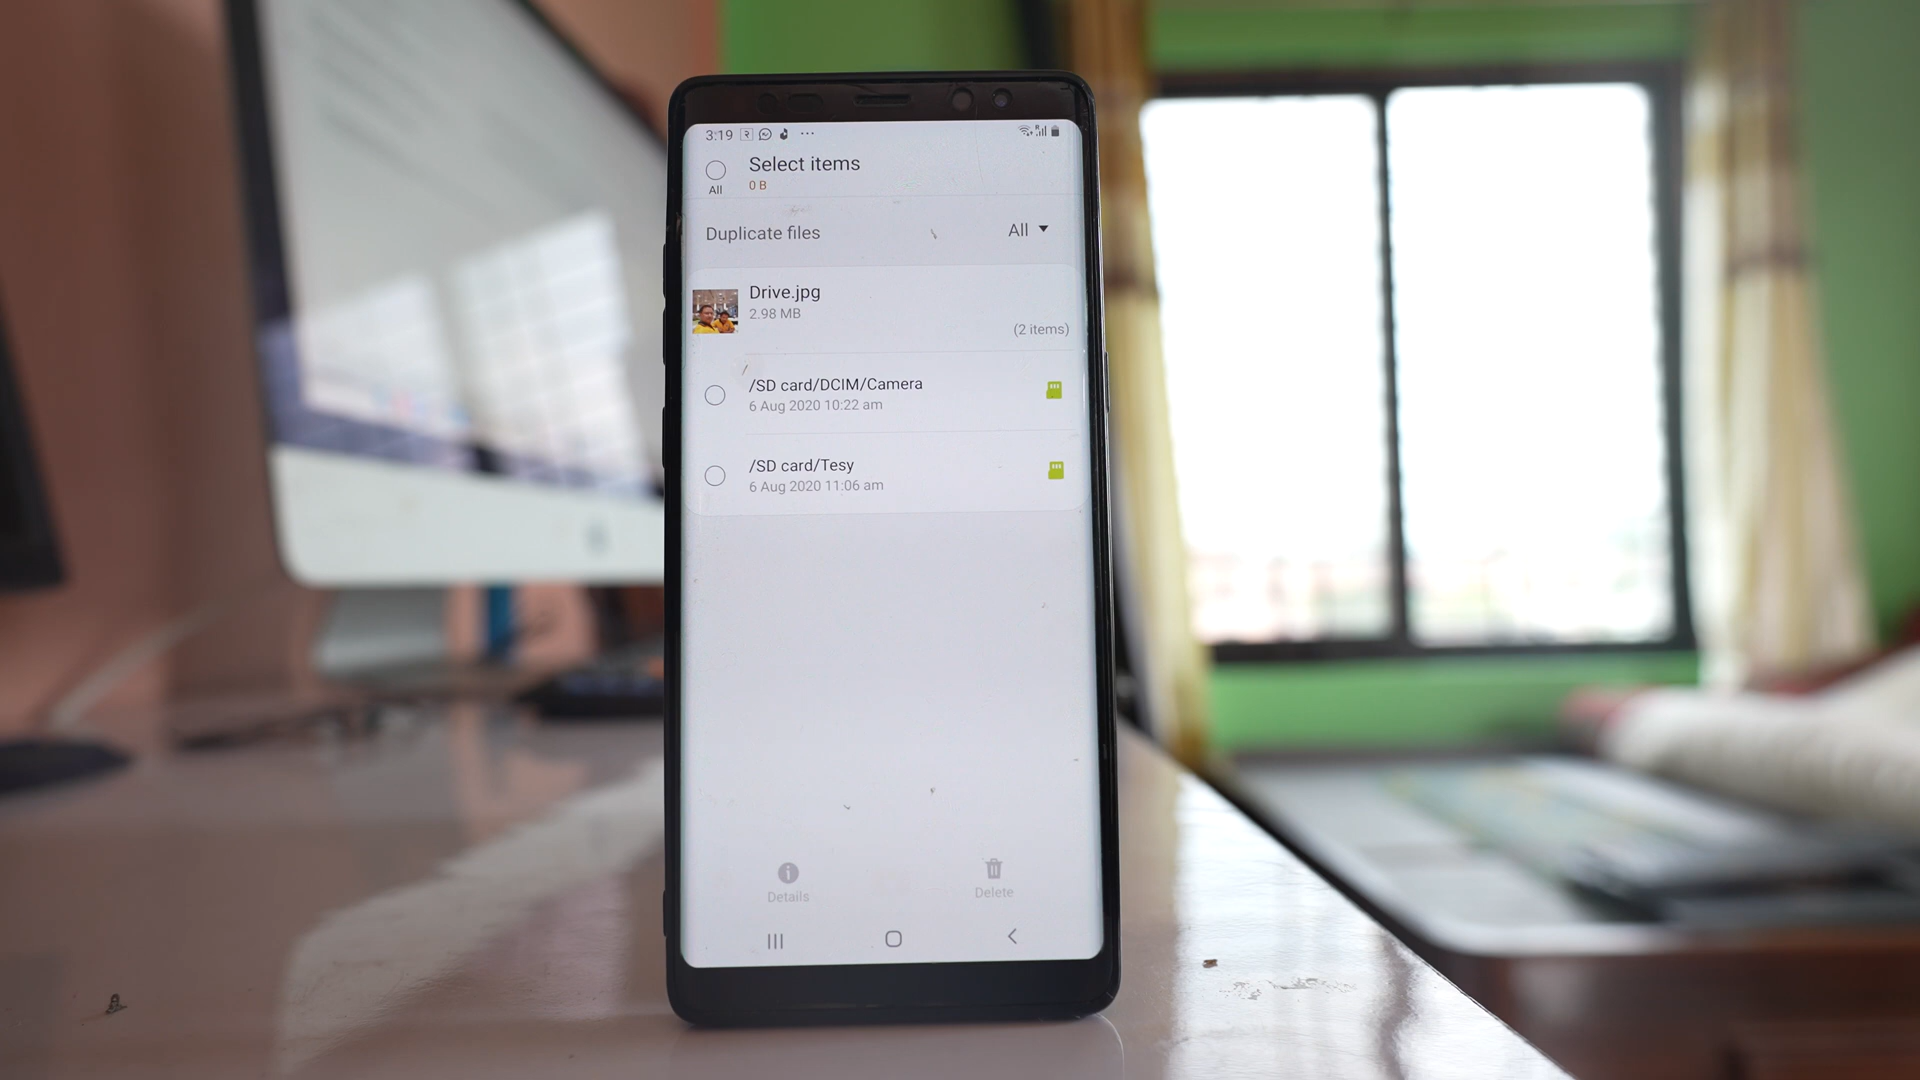 3:19
Select items
All
0 B
Duplicate files
All
Drive.jpg
2.98 MB
(2 items)
/SD card/DCIM/Camera
6 Aug 2020 10:22 am
/SD card/Tesy
6 Aug 2020 11:06 am
Details
Delete